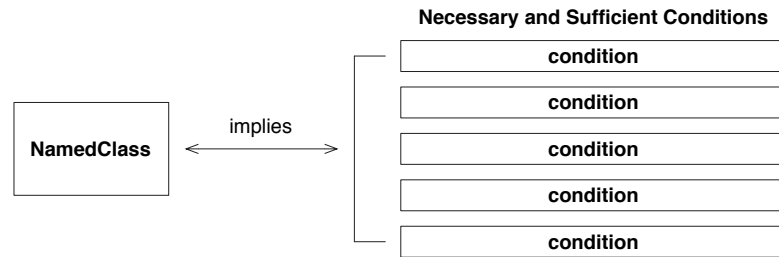 Necessary and Sufficient Conditions
condition
condition
implies
NamedClass
condition
condition
condition